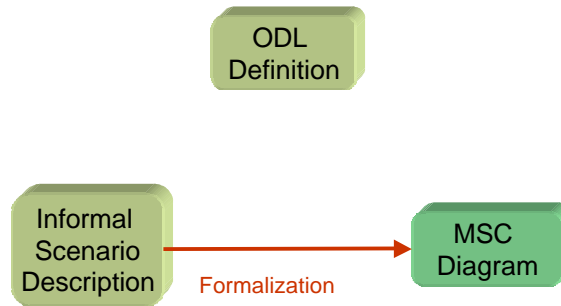 ODL
Definition
Informal
Scenario
Description
Formalization
MSC
Diagram